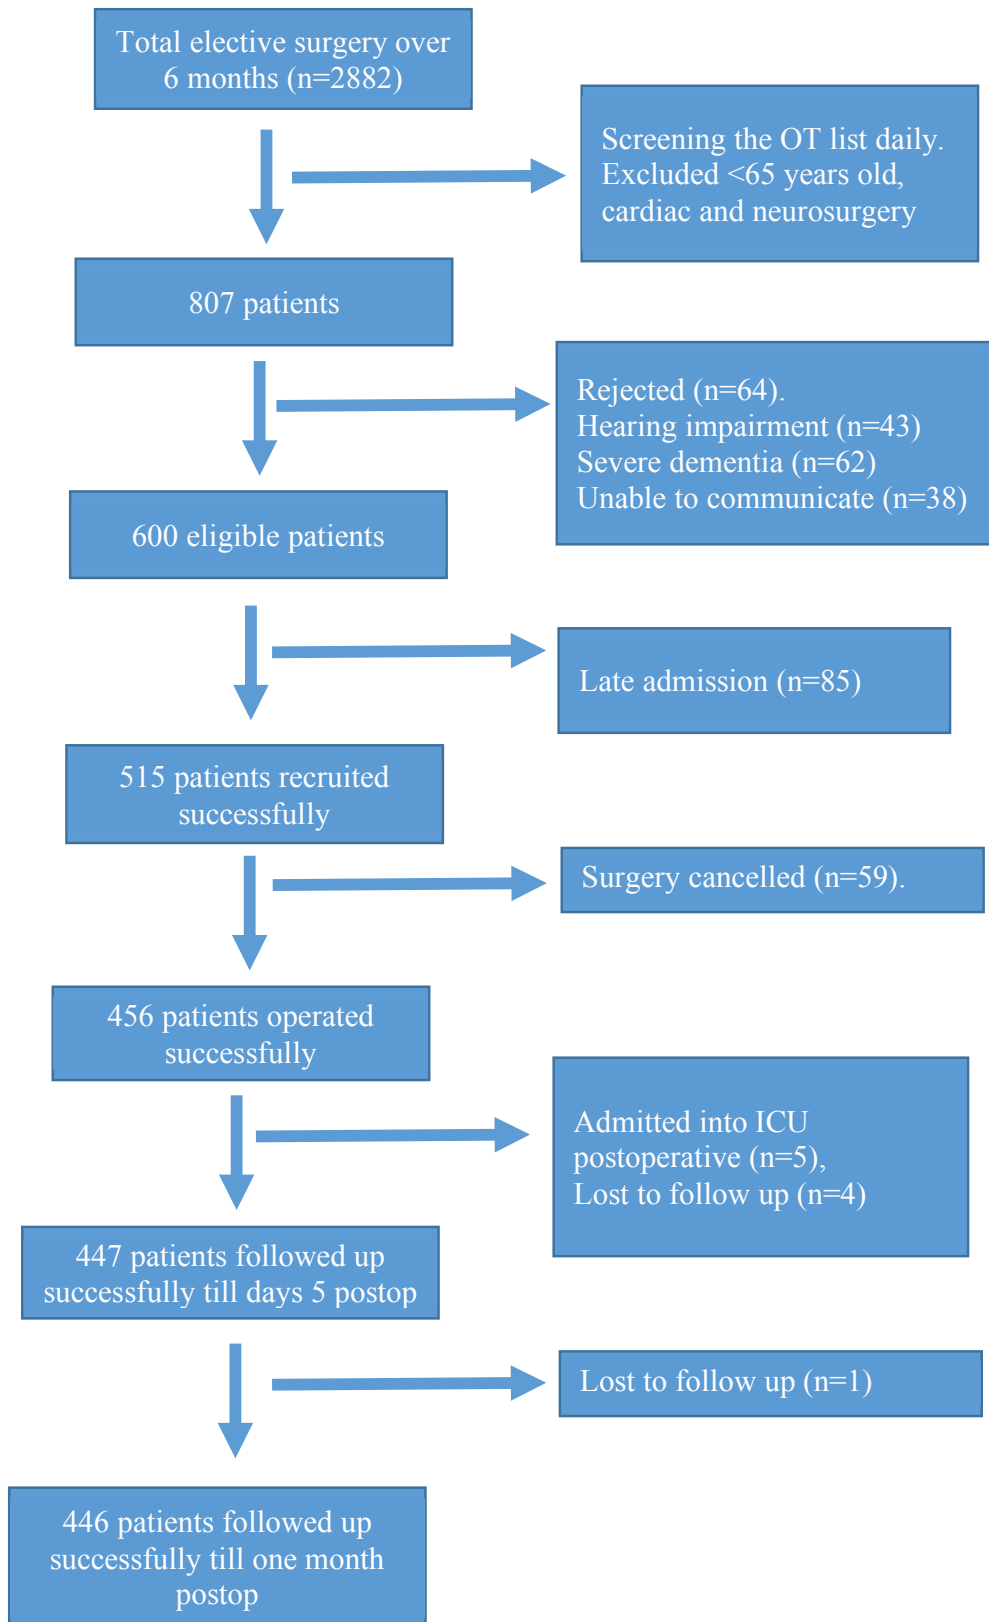 Total elective surgery over
6 months (n=2882)
Screening the OT list daily.
Excluded <65 years old,
cardiac and neurosurgery
807 patients
Rejected (n=64).
Hearing impairment (n=43)
Severe dementia (n=62)
Unable to communicate (n=38)
600 eligible patients
Late admission (n=85)
515 patients recruited
successfully
Surgery cancelled (n=59).
456 patients operated
successfully
Admitted into ICU
postoperative (n=5),
Lost to follow up (n=4)
447 patients followed up
successfully till days 5 postop
Lost to follow up (n=1)
446 patients followed up
successfully till one month
postop